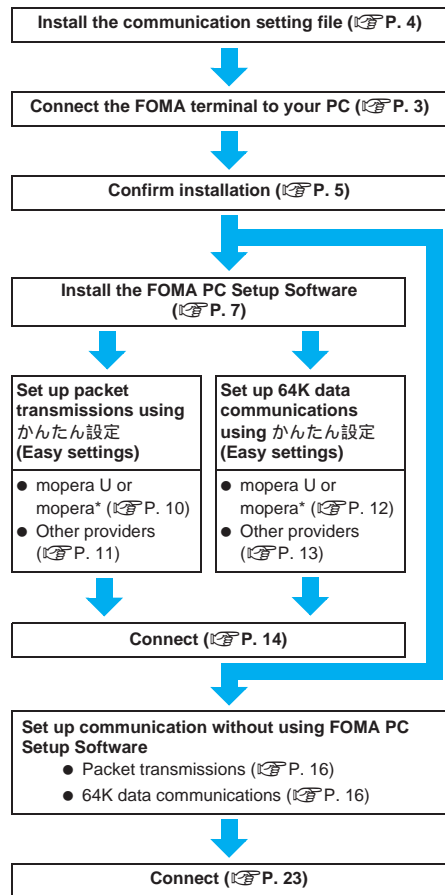 Install the communication setting file (☞P. 4)
Connect the FOMA terminal to your PC (☞P. 3)
Confirm installation (☞P. 5)
Install the FOMA PC Setup Software
(☞P. 7)
Set up packet
transmissions using
かんたん設定
(Easy settings)
● mopera U or
mopera* (☞P. 10)
● Other providers
(☞P. 11)
Set up 64K data
communications
using かんたん設定
(Easy settings)
● mopera U or
mopera* (☞P. 12)
● Other providers
(☞P. 13)
Connect (☞P. 14)
Set up communication without using FOMA PC
Setup Software
● Packet transmissions (☞P. 16)
● 64K data communications (☞P. 16)
Connect (☞P. 23)